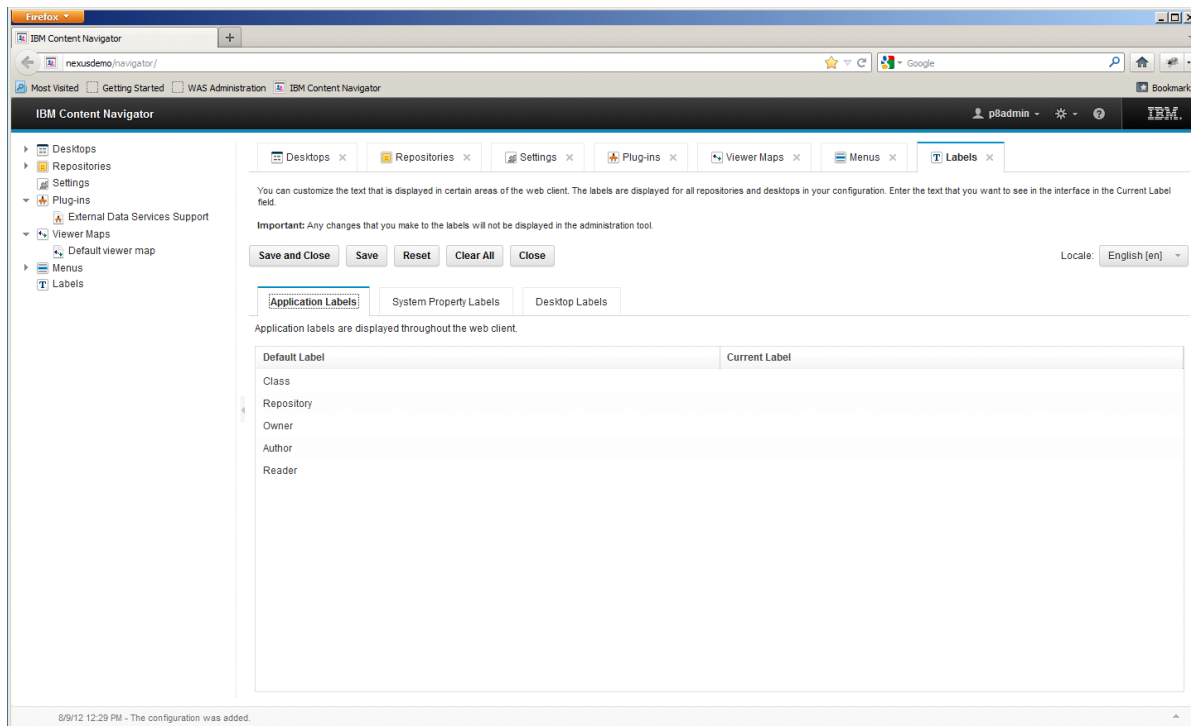 Firefox
IBM Content Navigator
+
nexusdemo/navigator/
Google
Most Visited Getting Started WAS Administration IBM Content Navigator
Bookmark
IBM Content Navigator
p8admin
IBM.
Desktops
Repositories
Settings
Plug-ins
External Data Services Support
Viewer Maps
Default viewer map
Menus
Labels
Desktops Repositories Settings Plug-ins Viewer Maps Menus Labels
You can customize the text that is displayed in certain areas of the web client. The labels are displayed for all repositories and desktops in your configuration. Enter the text that you want to see in the interface in the Current Label
field.
Important: Any changes that you make to the labels will not be displayed in the administration tool.
Save and Close Save Reset Clear All Close
Locale: English [en]
Application Labels System Property Labels Desktop Labels
Application labels are displayed throughout the web client.
Default Label Current Label
Class
Repository
Owner
Author
Reader
8/9/12 12:29 PM - The configuration was added.